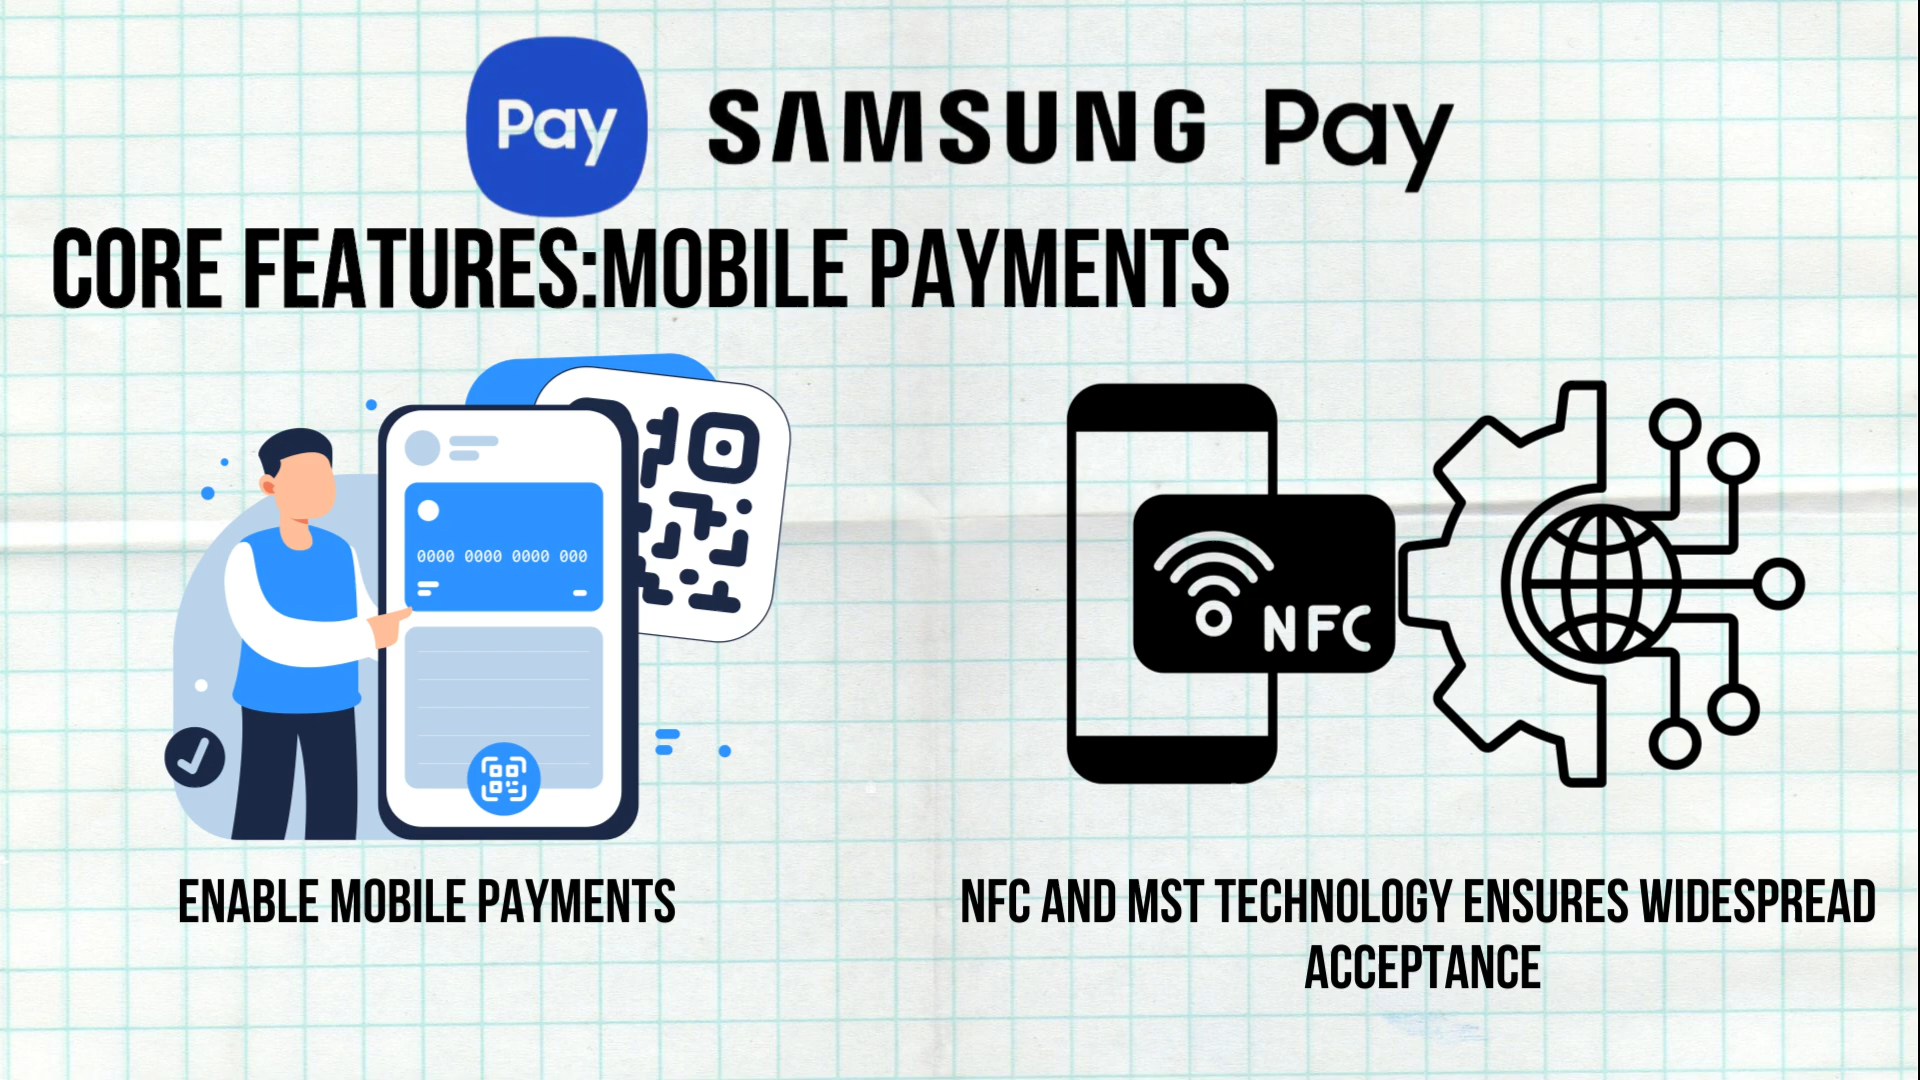 Pay SAMSUNG Pay
CORE FEATURES:MOBILE PAYMENTS
0000 0000 0000 000
NFC
ENABLE MOBILE PAYMENTS
NFC AND MST TECHNOLOGY ENSURES WIDESPREAD
ACCEPTANCE